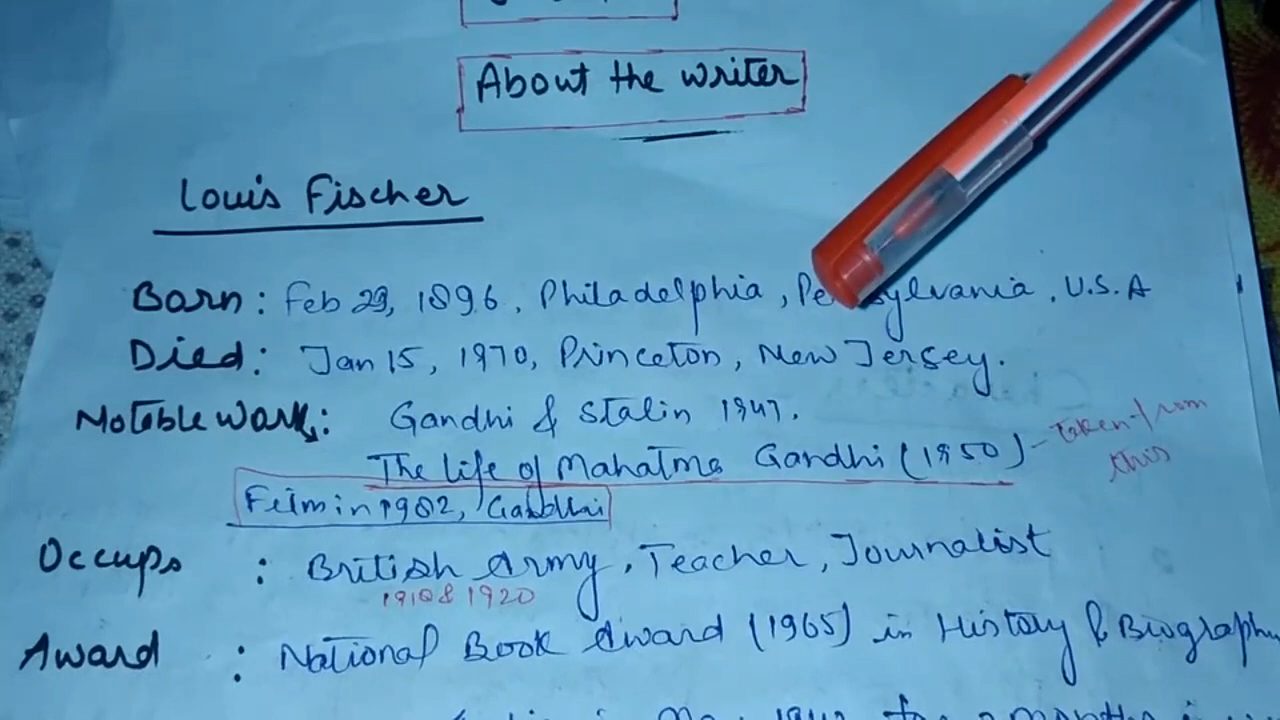 About the writer
Louis Fischer
Born: Feb 29, 1896, Philadelphia, Pennsylvania, U.S.A
Died: Jan 15, 1970, Princeton, New Jersey.
Notable Work: Gandhi & Stalin 1947.
The life of Mahatma Gandhi (1950) - Taken from this
Film in 1982, Gandhi
Occups : British Army, Teacher, Journalist
1918 & 1920
Award : National Book Award (1965) in History & Biography